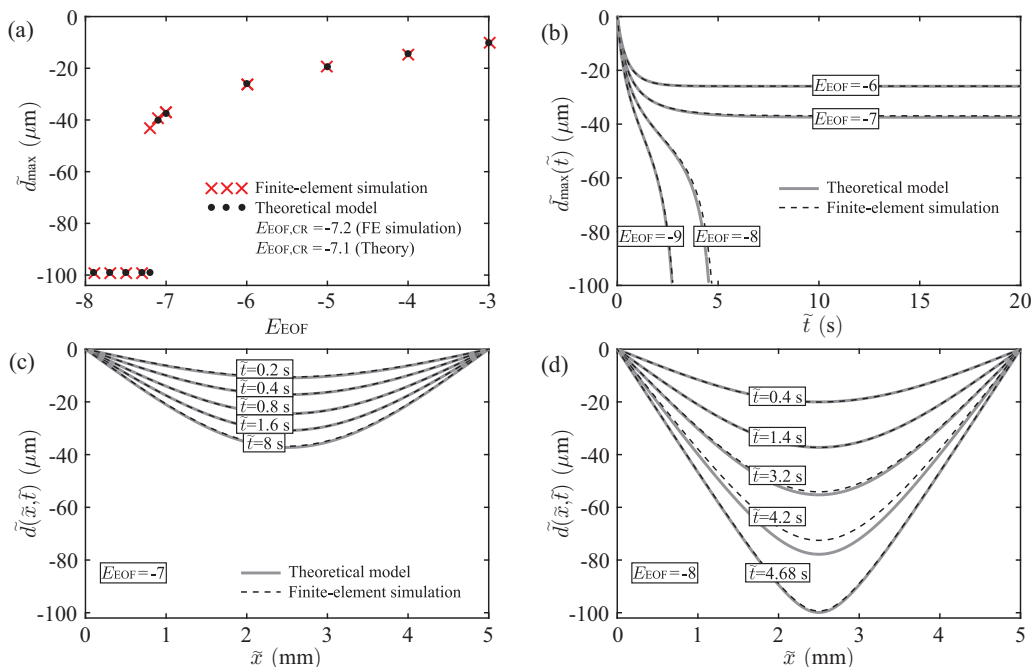 (a)
0
-20
-40
-60
-80
-100
d̃max (μm)
-8 -7 -6 -5 -4 -3
EEOF
Finite-element simulation
Theoretical model
EEOF,CR =-7.2 (FE simulation)
EEOF,CR =-7.1 (Theory)
(b)
0
-20
-40
-60
-80
-100
d̃max(t̃) (μm)
0 5 10 15 20
t̃ (s)
EEOF=-6
EEOF=-7
Theoretical model
Finite-element simulation
EEOF=-9
EEOF=-8
(c)
0
-20
-40
-60
-80
-100
d̃(x̃,t̃) (μm)
0 1 2 3 4 5
x̃ (mm)
t̃=0.2 s
t̃=0.4 s
t̃=0.8 s
t̃=1.6 s
t̃=8 s
EEOF=-7
Theoretical model
Finite-element simulation
(d)
0
-20
-40
-60
-80
-100
d̃(x̃,t̃) (μm)
0 1 2 3 4 5
x̃ (mm)
t̃=0.4 s
t̃=1.4 s
t̃=3.2 s
t̃=4.2 s
t̃=4.68 s
EEOF=-8
Theoretical model
Finite-element simulation